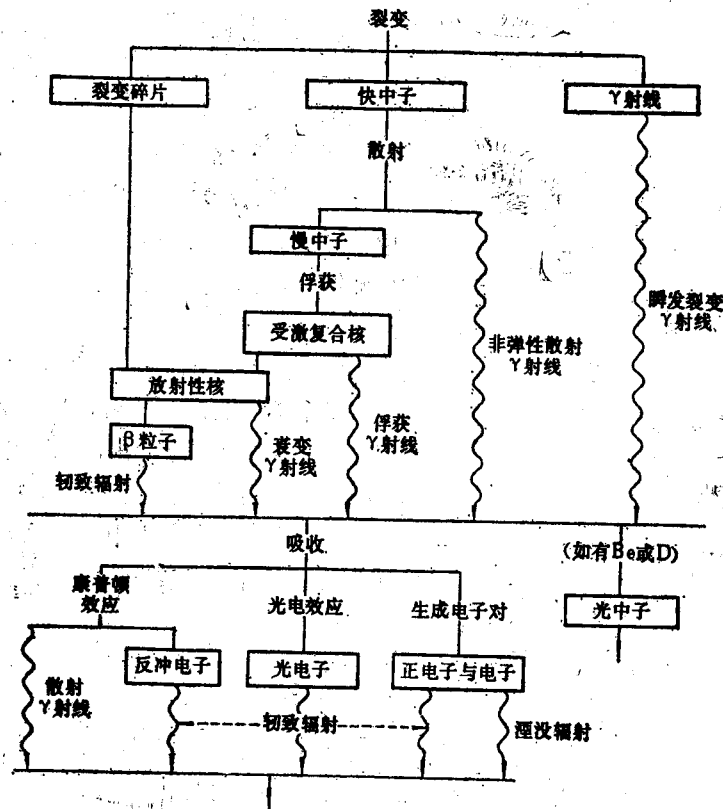 裂变
裂变碎片
快中子
γ射线
散射
慢中子
俘获
受激复合核
瞬发裂变
γ射线
非弹性散射
γ射线
放射性核
β粒子
衰变
γ射线
俘获
γ射线
轫致辐射
吸收
(如有Be或D)
康普顿
效应
光电效应
生成电子对
光中子
反冲电子
光电子
正电子与电子
散射
γ射线
轫致辐射
湮没辐射